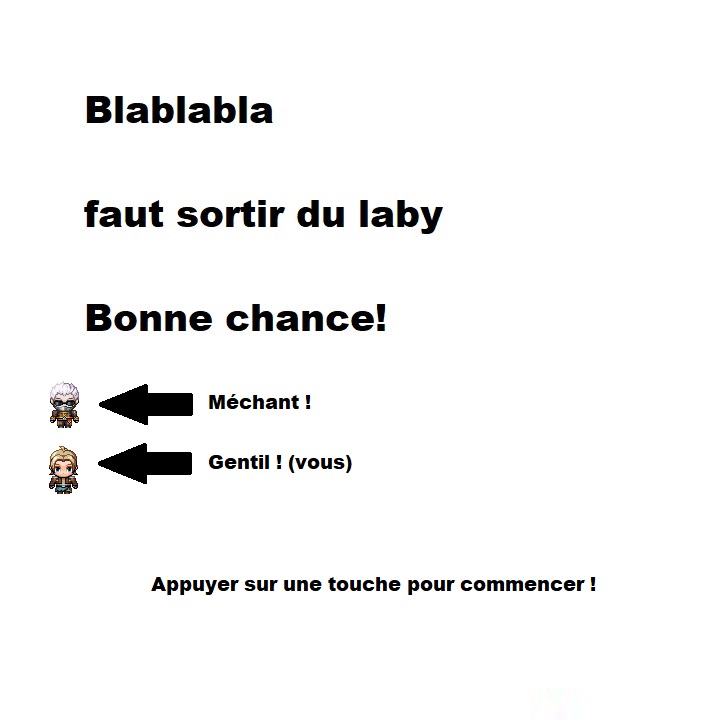 Blablabla
faut sortir du laby
Bonne chance!
Méchant !
Gentil ! (vous)
Appuyer sur une touche pour commencer !